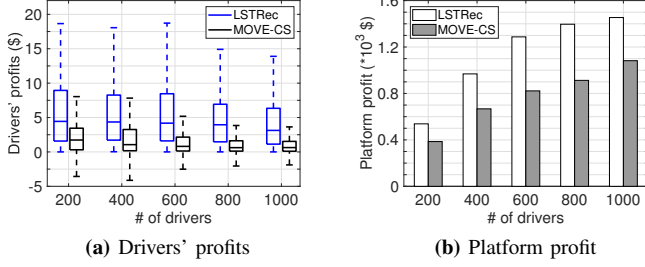 LSTRec
MOVE-CS
Drivers' profits ($)
20
15
10
5
0
-5
200 400 600 800 1000
# of drivers
(a) Drivers' profits
LSTRec
MOVE-CS
Platform profit (*10^3 $)
1.6
1.2
0.8
0.4
0
200 400 600 800 1000
# of drivers
(b) Platform profit